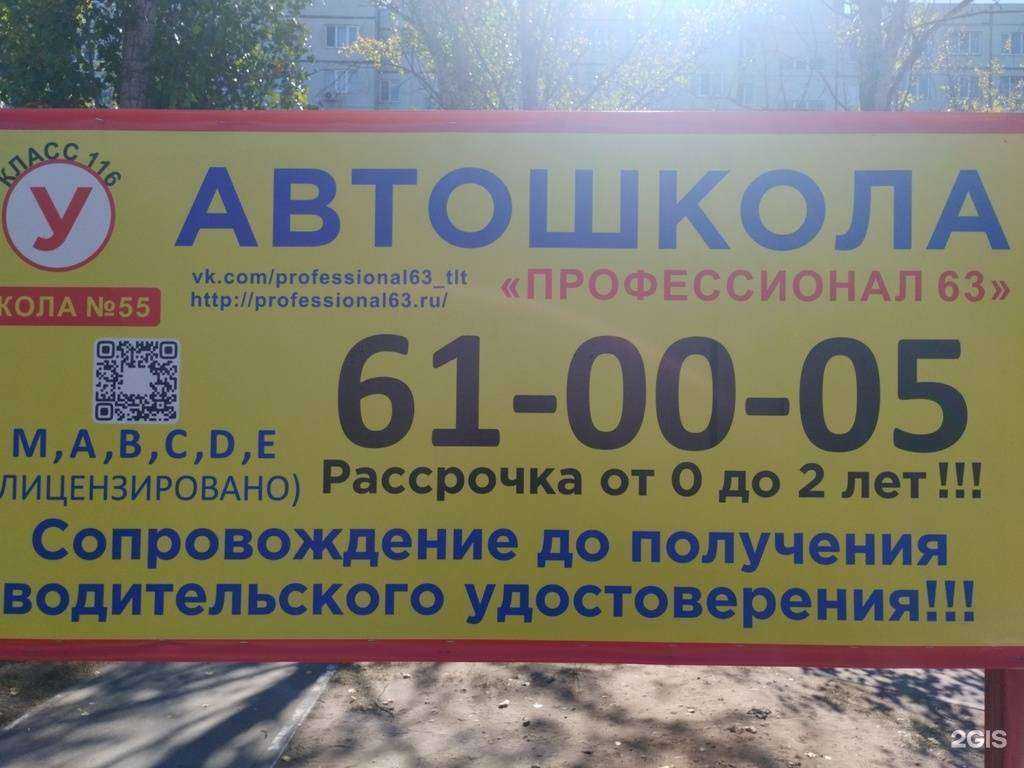 КЛАСС 116
У
АВТОШКОЛА
vk.com/professional63_tlt
http://professional63.ru/
«ПРОФЕССИОНАЛ 63»
КОЛА №55
61-00-05
М,А,В,С,D,Е
ЛИЦЕНЗИРОВАНО)
Рассрочка от 0 до 2 лет!!!
Сопровождение до получения
водительского удостоверения!!!
2GIS